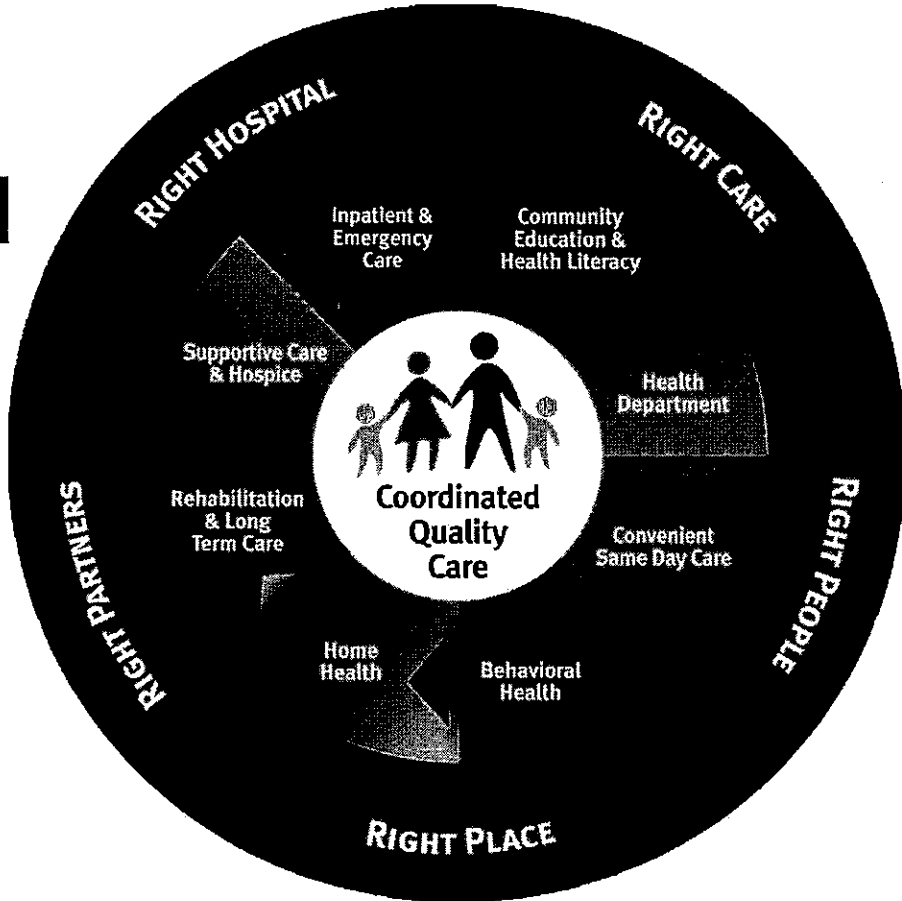 RIGHT HOSPITAL
RIGHT CARE
Inpatient &
Emergency
Care
Community
Education &
Health Literacy
Supportive Care
& Hospice
Health
Department
Coordinated
Quality
Care
Rehabilitation
& Long
Term Care
Convenient
Same Day Care
RIGHT PARTNERS
RIGHT PEOPLE
Home
Health
Behavioral
Health
RIGHT PLACE